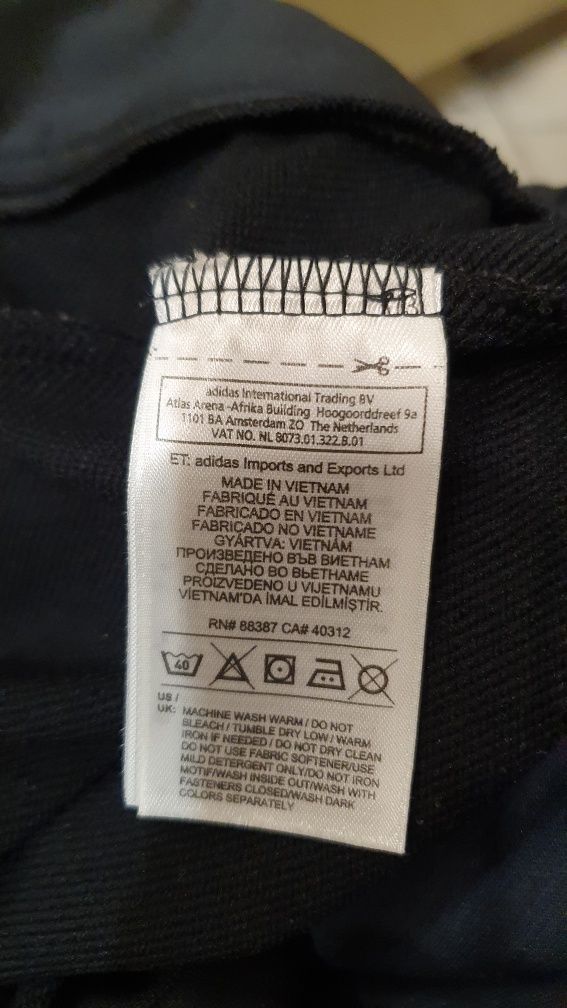 adidas International Trading BV
Atlas Arena -Afrika Building Hoogoorddreef 9a
1101 BA Amsterdam ZO The Netherlands
VAT NO. NL 8073.01.322.B.01
ET: adidas Imports and Exports Ltd
MADE IN VIETNAM
FABRIQUÉ AU VIETNAM
FABRICADO EN VIETNAM
FABRICADO NO VIETNAME
GYÁRTVA: VIETNÁM
ПРОИЗВЕДЕНО ВЪВ ВИЕТНАМ
СДЕЛАНО ВО ВЬЕТНАМЕ
PROIZVEDENO U VIJETNAMU
VİETNAM'DA İMAL EDİLMİŞTİR.
RN# 88387 CA# 40312
40
US /
UK: MACHINE WASH WARM / DO NOT
BLEACH / TUMBLE DRY LOW / WARM
IRON IF NEEDED / DO NOT DRY CLEAN
DO NOT USE FABRIC SOFTENER/USE
MILD DETERGENT ONLY/DO NOT IRON
MOTIF/WASH INSIDE OUT/WASH WITH
FASTENERS CLOSED/WASH DARK
COLORS SEPARATELY